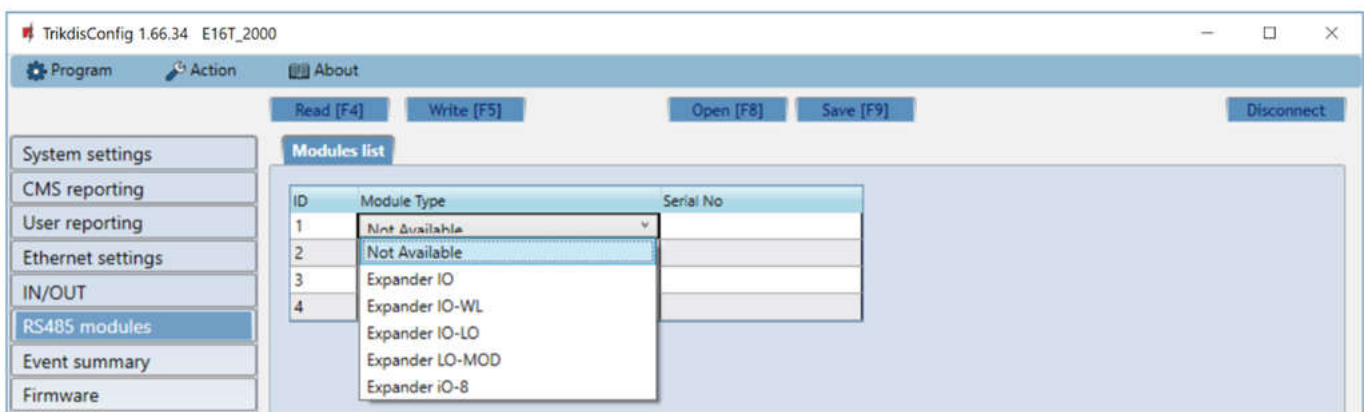 TrikdisConfig 1.66.34 E16T_2000
Program Action About
Read [F4] Write [F5] Open [F8] Save [F9] Disconnect
System settings
CMS reporting
User reporting
Ethernet settings
IN/OUT
RS485 modules
Event summary
Firmware
Modules list
ID Module Type Serial No
1 Not Available
2
3
4
Not Available
Expander IO
Expander IO-WL
Expander IO-LO
Expander LO-MOD
Expander iO-8